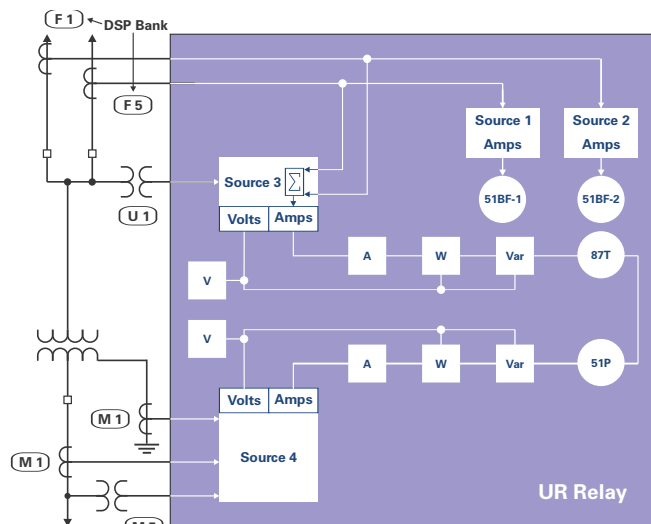 F 1
DSP Bank
F 5
Source 1
Amps
Source 2
Amps
Source 3
Σ
51BF-1
51BF-2
U 1
Volts
Amps
A
W
Var
87T
V
V
A
W
Var
51P
Volts
Amps
M 1
Source 4
M 1
UR Relay